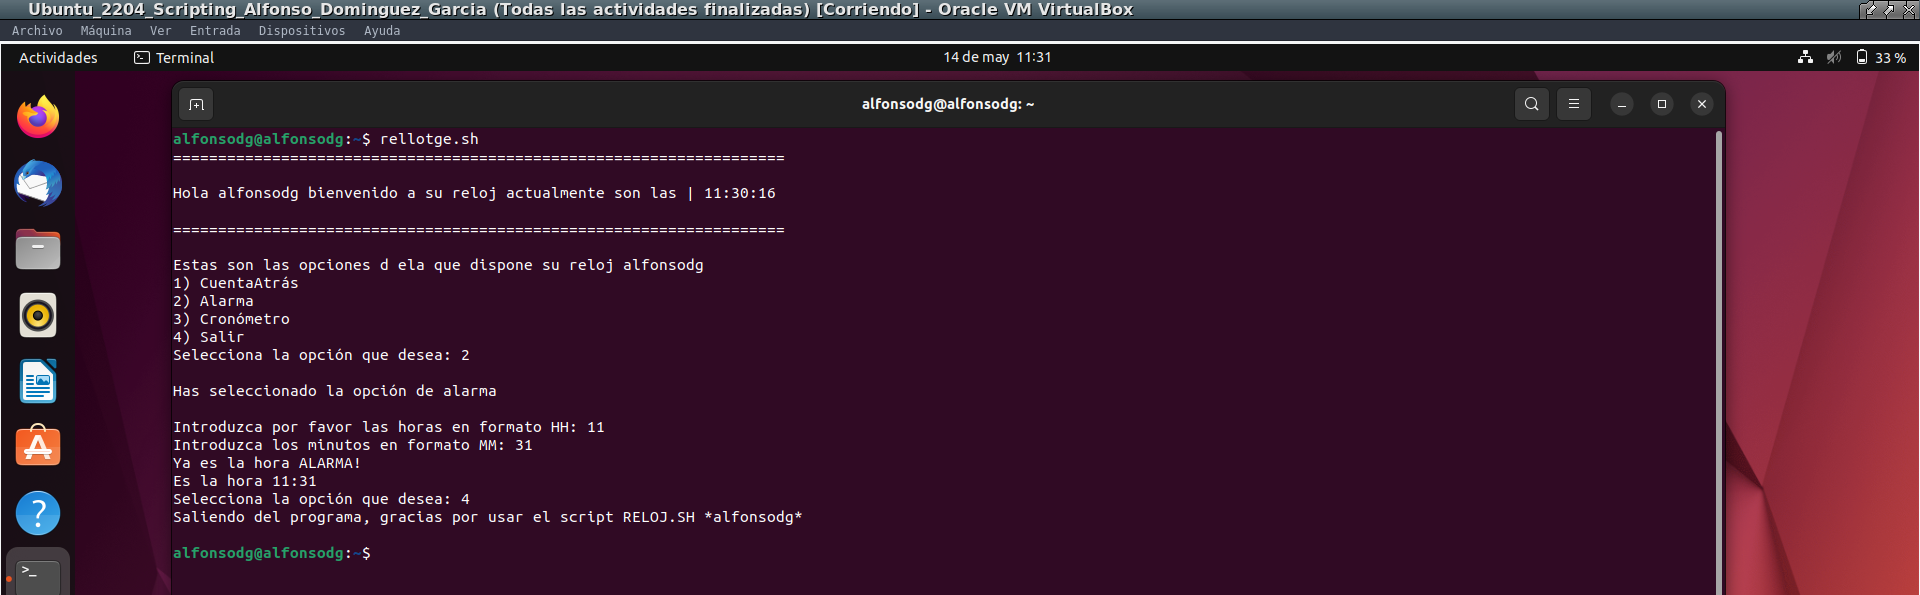 Ubuntu_2204_Scripting_Alfonso_Dominguez_Garcia (Todas las actividades finalizadas) [Corriendo] - Oracle VM VirtualBox
Archivo Máquina Ver Entrada Dispositivos Ayuda
Actividades Terminal 14 de may 11:31 33 %
alfonsodg@alfonsodg: ~
alfonsodg@alfonsodg:~$ rellotge.sh
====================================================================
Hola alfonsodg bienvenido a su reloj actualmente son las | 11:30:16
====================================================================
Estas son las opciones d ela que dispone su reloj alfonsodg
1) CuentaAtrás
2) Alarma
3) Cronómetro
4) Salir
Selecciona la opción que desea: 2
Has seleccionado la opción de alarma
Introduzca por favor las horas en formato HH: 11
Introduzca los minutos en formato MM: 31
Ya es la hora ALARMA!
Es la hora 11:31
Selecciona la opción que desea: 4
Saliendo del programa, gracias por usar el script RELOJ.SH *alfonsodg*
alfonsodg@alfonsodg:~$